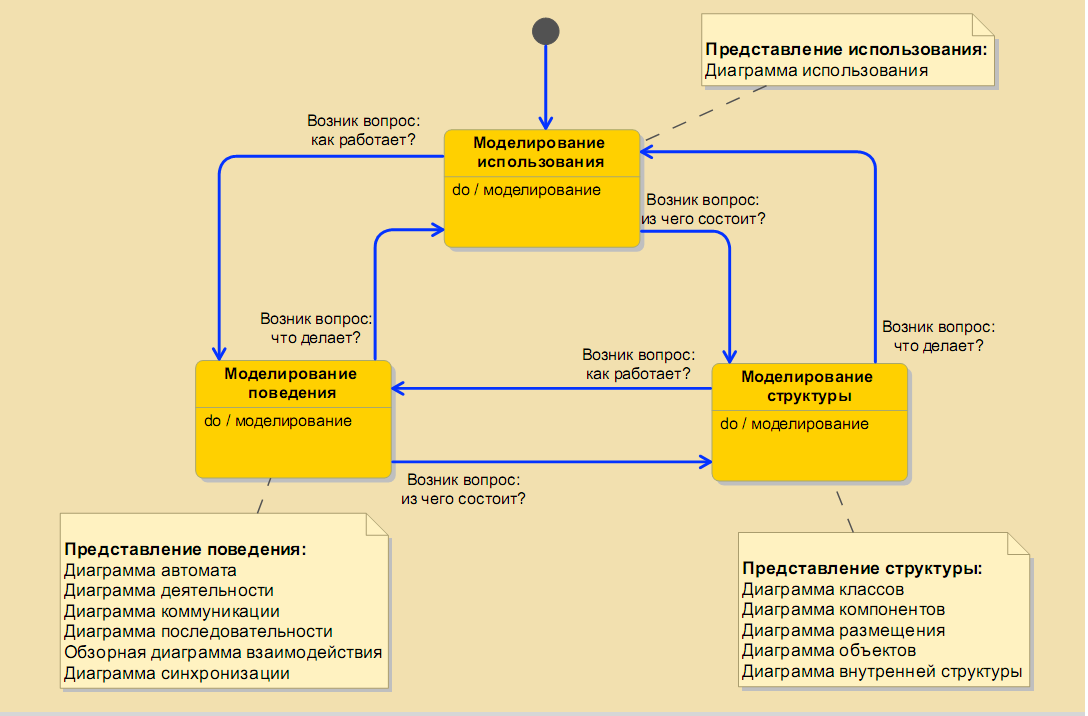 Представление использования:
Диаграмма использования
Возник вопрос:
как работает?
Моделирование
использования
do / моделирование
Возник вопрос:
из чего состоит?
Возник вопрос:
что делает?
Возник вопрос:
что делает?
Возник вопрос:
как работает?
Моделирование
поведения
do / моделирование
Моделирование
структуры
do / моделирование
Возник вопрос:
из чего состоит?
Представление поведения:
Диаграмма автомата
Диаграмма деятельности
Диаграмма коммуникации
Диаграмма последовательности
Обзорная диаграмма взаимодействия
Диаграмма синхронизации
Представление структуры:
Диаграмма классов
Диаграмма компонентов
Диаграмма размещения
Диаграмма объектов
Диаграмма внутренней структуры